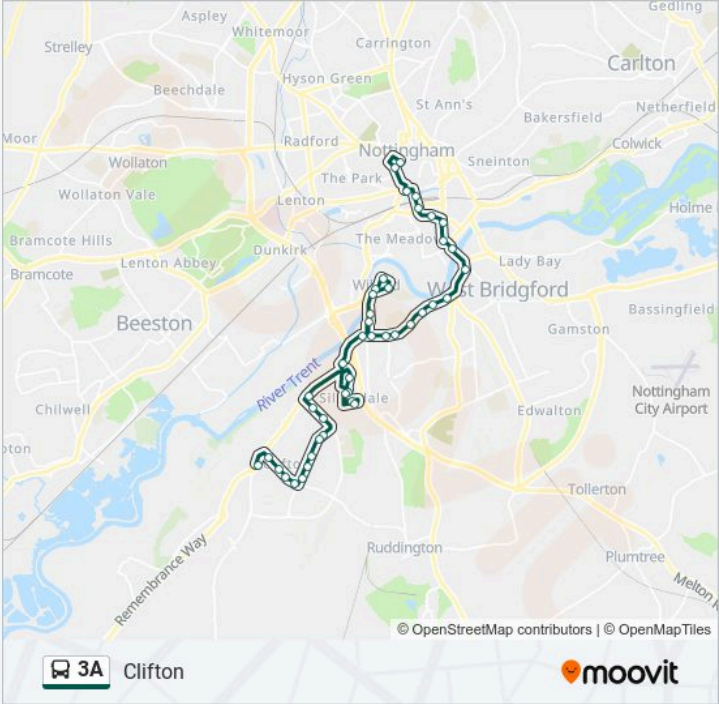 Gedling
Aspley
Whitemoor
Strelley
Carrington
Carlton
Hyson Green
Beechdale
St Ann's
Netherfield
Bakersfield
Moor
Radford
Colwick
Nottingham
Wollaton
Sneinton
The Park
Wollaton Vale
Lenton
Holme
Bramcote Hills
The Meadow
Dunkirk
Lenton Abbey
Lady Bay
Bramcote
West Bridgford
Bassingfield
Beeston
Gamston
River Trent
Nottingham
City Airport
Chilwell
Edwalton
Tollerton
Ruddington
Plumtree
Remembrance Way
Melton R
© OpenStreetMap contributors | © OpenMapTiles
3A Clifton
moovit